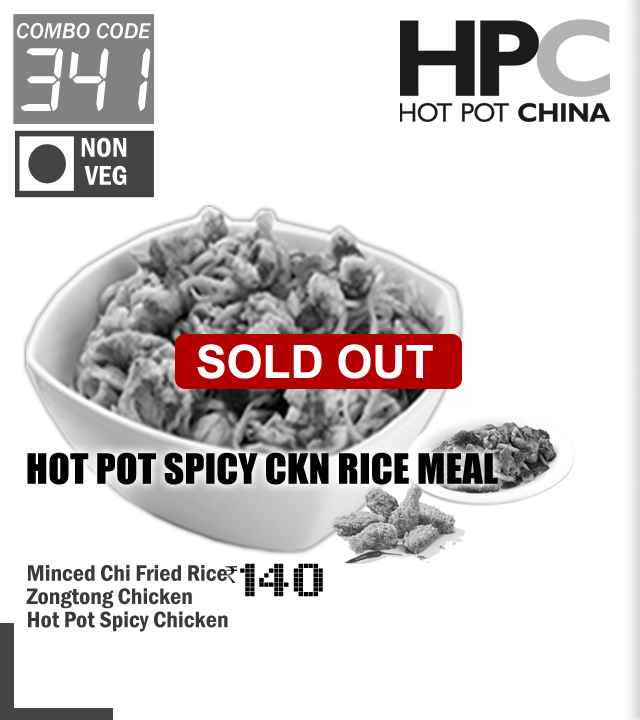 COMBO CODE
341
NON
VEG
HPC
HOT POT CHINA
SOLD OUT
HOT POT SPICY CKN RICE MEAL
Minced Chi Fried Rice ₹140
Zongtong Chicken
Hot Pot Spicy Chicken